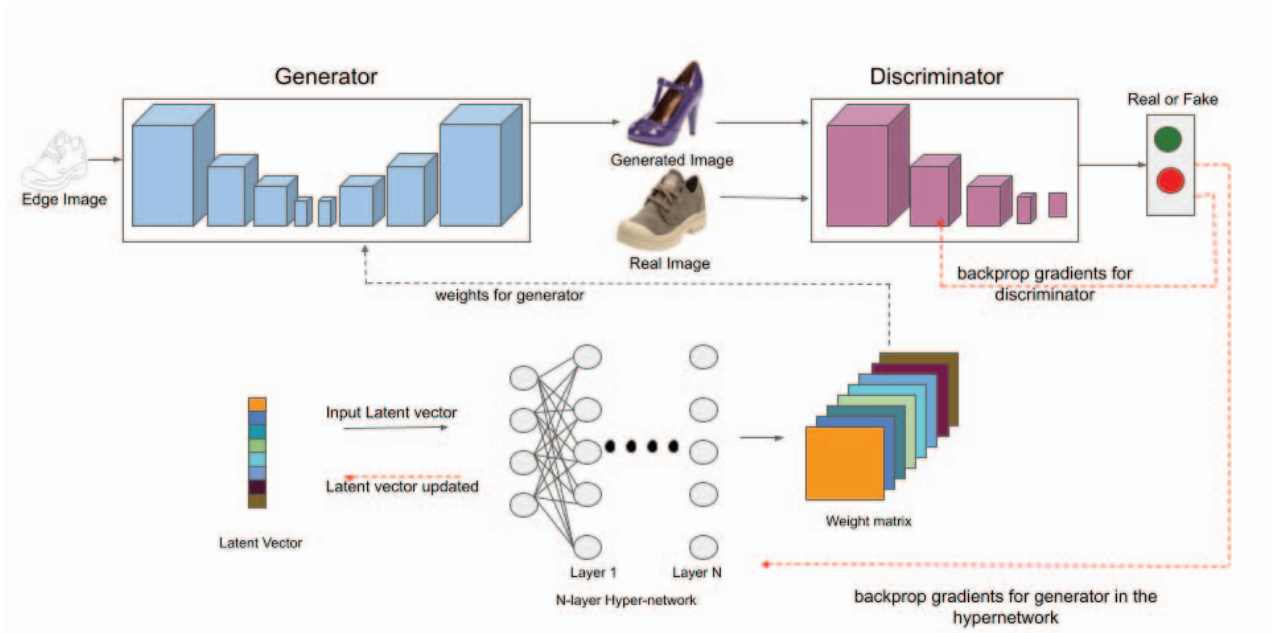 Generator
Discriminator
Real or Fake
Edge Image
Generated Image
Real Image
backprop gradients for
discriminator
weights for generator
Input Latent vector
Latent vector updated
Latent Vector
Weight matrix
Layer 1
Layer N
N-layer Hyper-network
backprop gradients for generator in the
hypernetwork